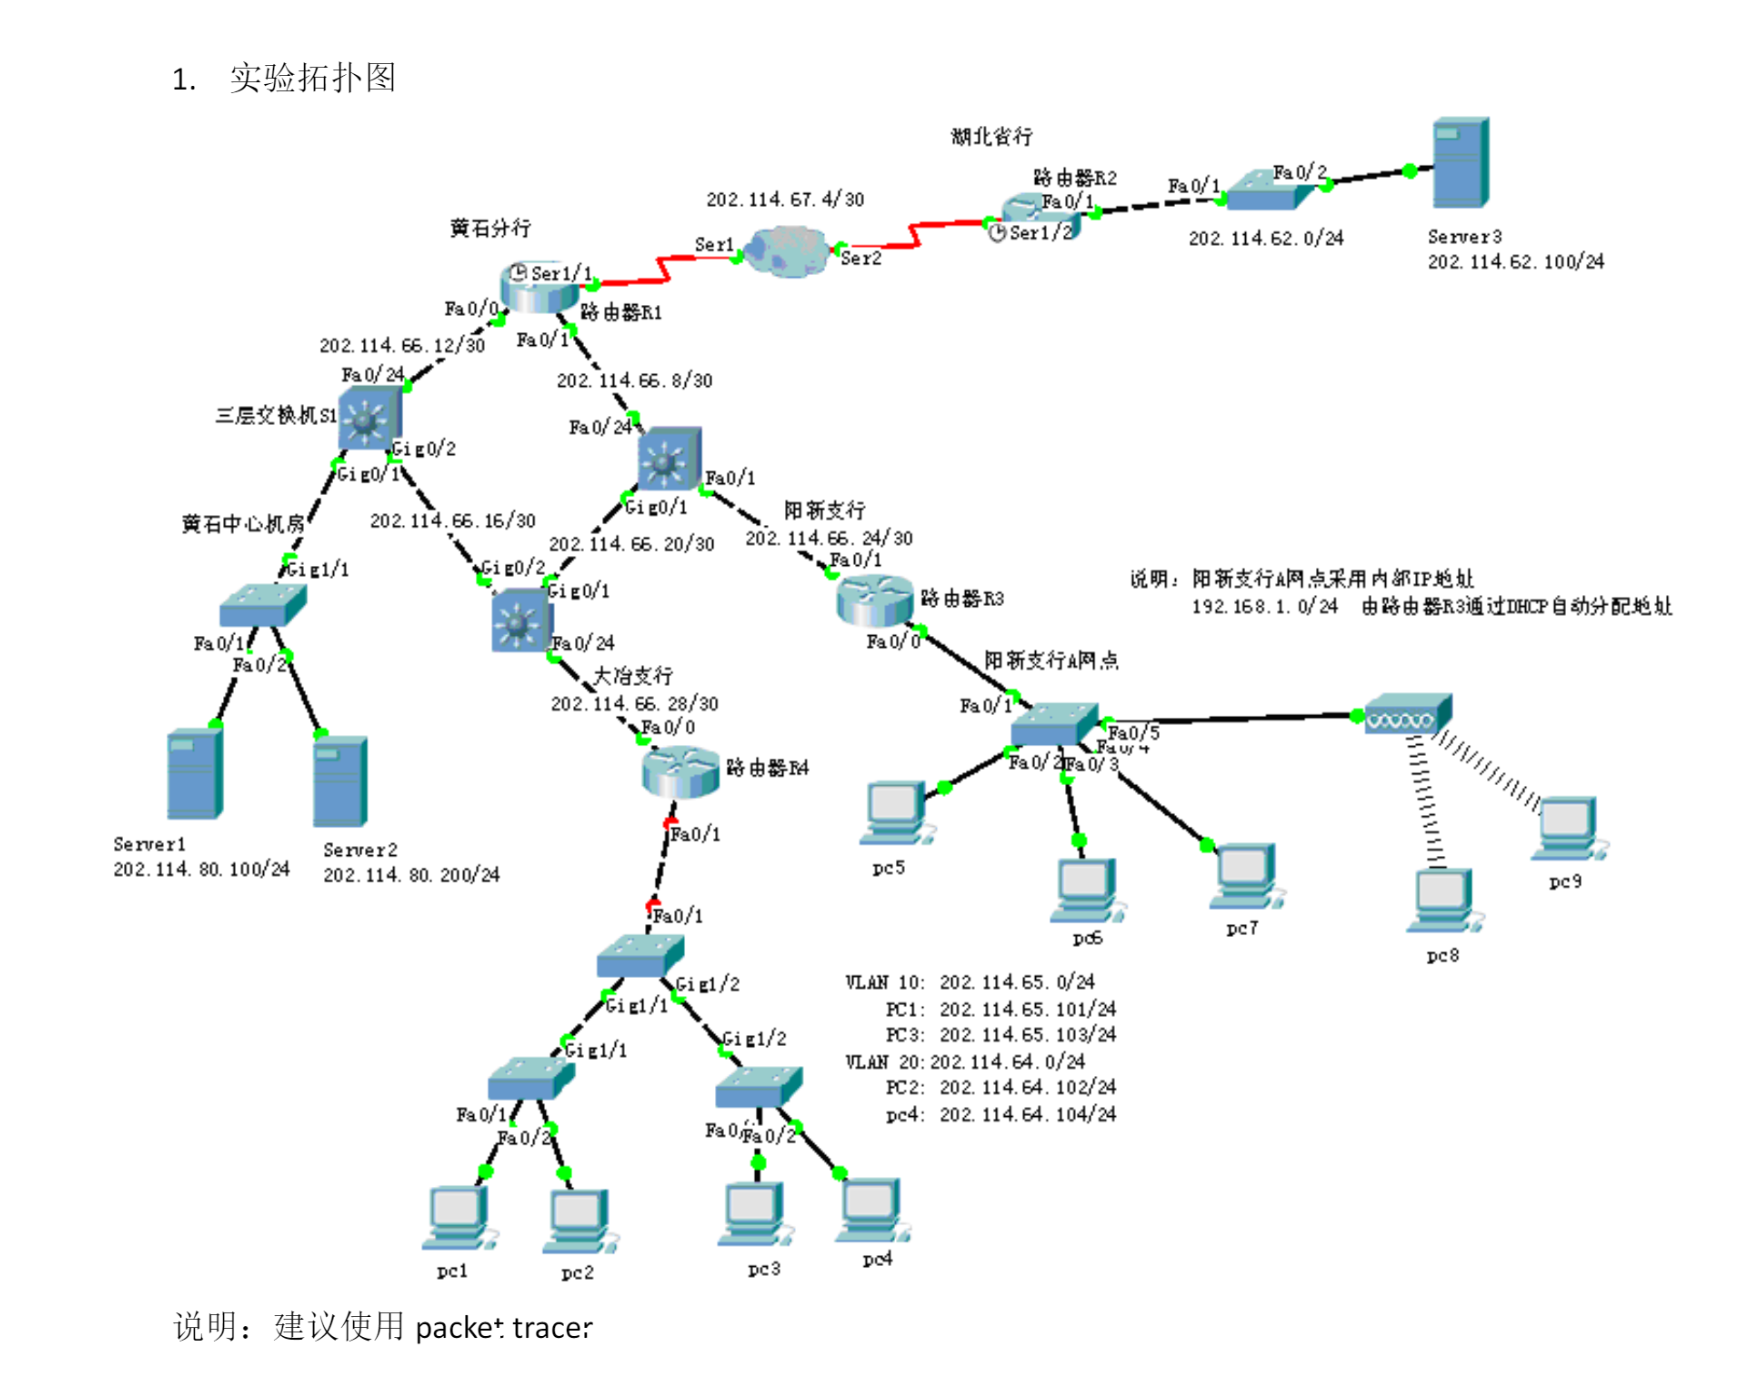 1. 实验拓扑图
湖北省行
路由器R2
Fa0/1
Fa0/1
Fa0/2
Ser1/2
202.114.62.0/24
Server3
202.114.62.100/24
202.114.67.4/30
Ser1
Ser2
黄石分行
Ser1/1
路由器R1
Fa0/0
Fa0/1
202.114.66.12/30
202.114.66.8/30
Fa0/24
三层交换机S1
Gig0/2
Gig0/1
Fa0/24
Fa0/1
Gig0/1
黄石中心机房
202.114.66.16/30
202.114.66.20/30
阳新支行
202.114.66.24/30
Fa0/1
路由器R3
Fa0/0
说明：阳新支行A网点采用内部IP地址
192.168.1.0/24 由路由器R3通过DHCP自动分配地址
Gig1/1
Gig0/2
Gig0/1
Fa0/24
Fa0/1
Fa0/2
大冶支行
202.114.66.28/30
Fa0/0
路由器R4
Fa0/1
阳新支行A网点
Fa0/1
Fa0/5
Fa0/4
Fa0/2
Fa0/3
Server1
202.114.80.100/24
Server2
202.114.80.200/24
pc5
pc6
pc7
pc8
pc9
Fa0/1
Gig1/2
Gig1/1
Gig1/1
Gig1/2
VLAN 10: 202.114.65.0/24
PC1: 202.114.65.101/24
PC3: 202.114.65.103/24
VLAN 20:202.114.64.0/24
PC2: 202.114.64.102/24
pc4: 202.114.64.104/24
Fa0/1
Fa0/2
Fa0/2
pc1
pc2
pc3
pc4
说明：建议使用 packet tracer